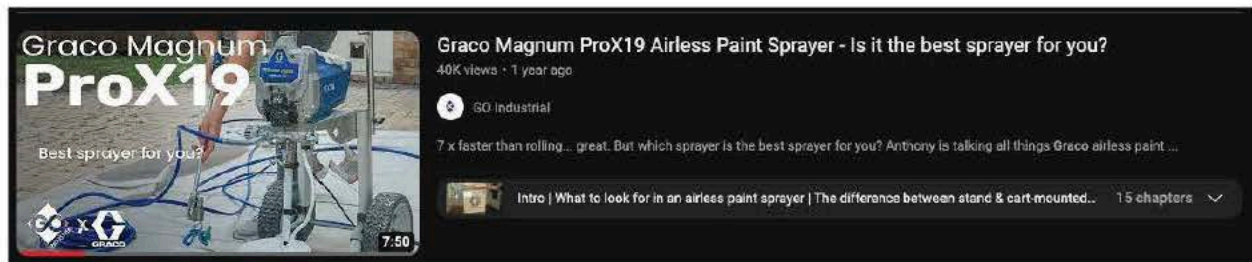 Graco Magnum
ProX19
Best sprayer for you?
GO
X
GRACO
7:50
Graco Magnum ProX19 Airless Paint Sprayer - Is it the best sprayer for you?
40K views • 1 year ago
GO Industrial
7 x faster than rolling... great. But which sprayer is the best sprayer for you? Anthony is talking all things Graco airless paint ...
Intro | What to look for in an airless paint sprayer | The difference between stand & cart-mounted... 15 chapters